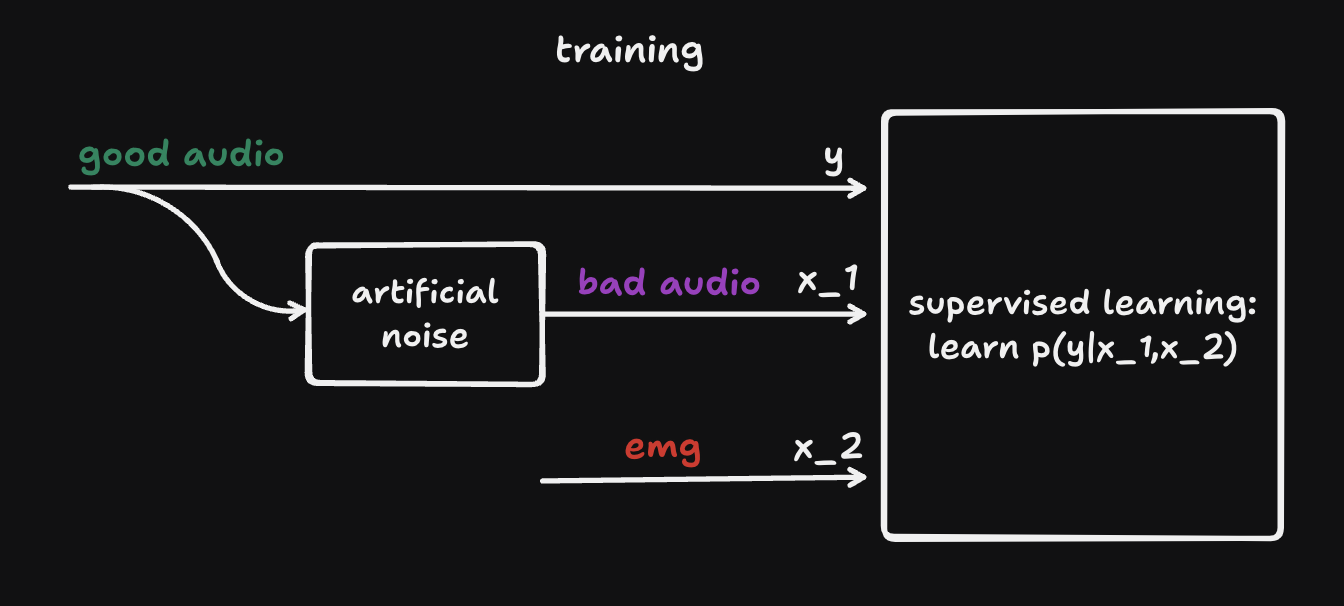 training
good audio
y
artificial
noise
bad audio
x_1
supervised learning:
learn p(y|x_1,x_2)
emg
x_2